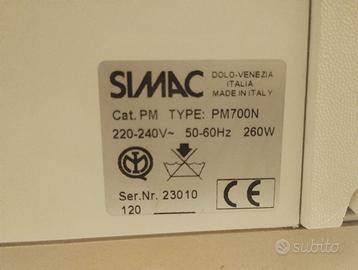 SIMAC
DOLO-VENEZIA
ITALIA
MADE IN ITALY
Cat. PM TYPE: PM700N
220-240V~ 50-60Hz 260W
Ser.Nr. 23010
120
CE
subito